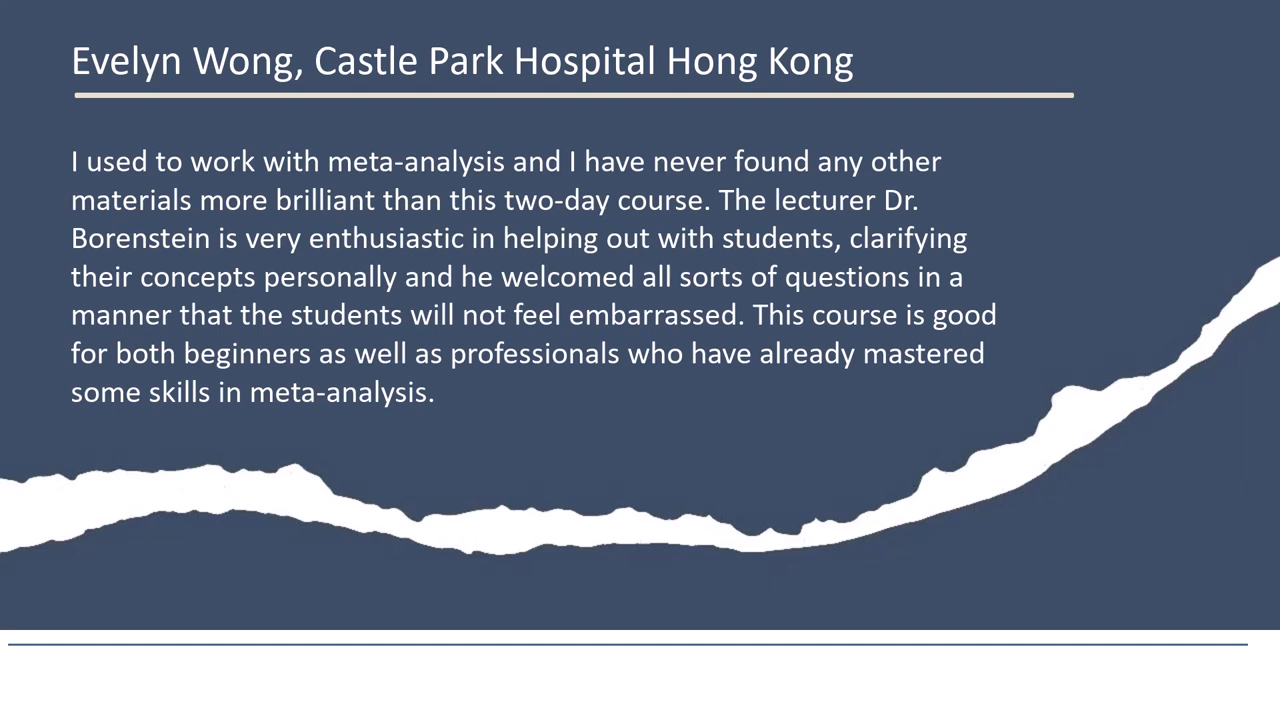 Evelyn Wong, Castle Park Hospital Hong Kong
I used to work with meta-analysis and I have never found any other
materials more brilliant than this two-day course. The lecturer Dr.
Borenstein is very enthusiastic in helping out with students, clarifying
their concepts personally and he welcomed all sorts of questions in a
manner that the students will not feel embarrassed. This course is good
for both beginners as well as professionals who have already mastered
some skills in meta-analysis.